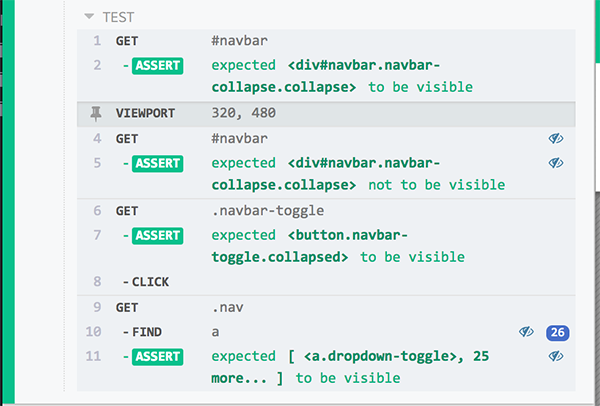 TEST
1 GET #navbar
2 - ASSERT expected <div#navbar.navbar-
collapse.collapse> to be visible
VIEWPORT 320, 480
4 GET #navbar
5 - ASSERT expected <div#navbar.navbar-
collapse.collapse> not to be visible
6 GET .navbar-toggle
7 - ASSERT expected <button.navbar-
toggle.collapsed> to be visible
8 - CLICK
9 GET .nav
10 - FIND a 26
11 - ASSERT expected [ <a.dropdown-toggle>, 25
more... ] to be visible